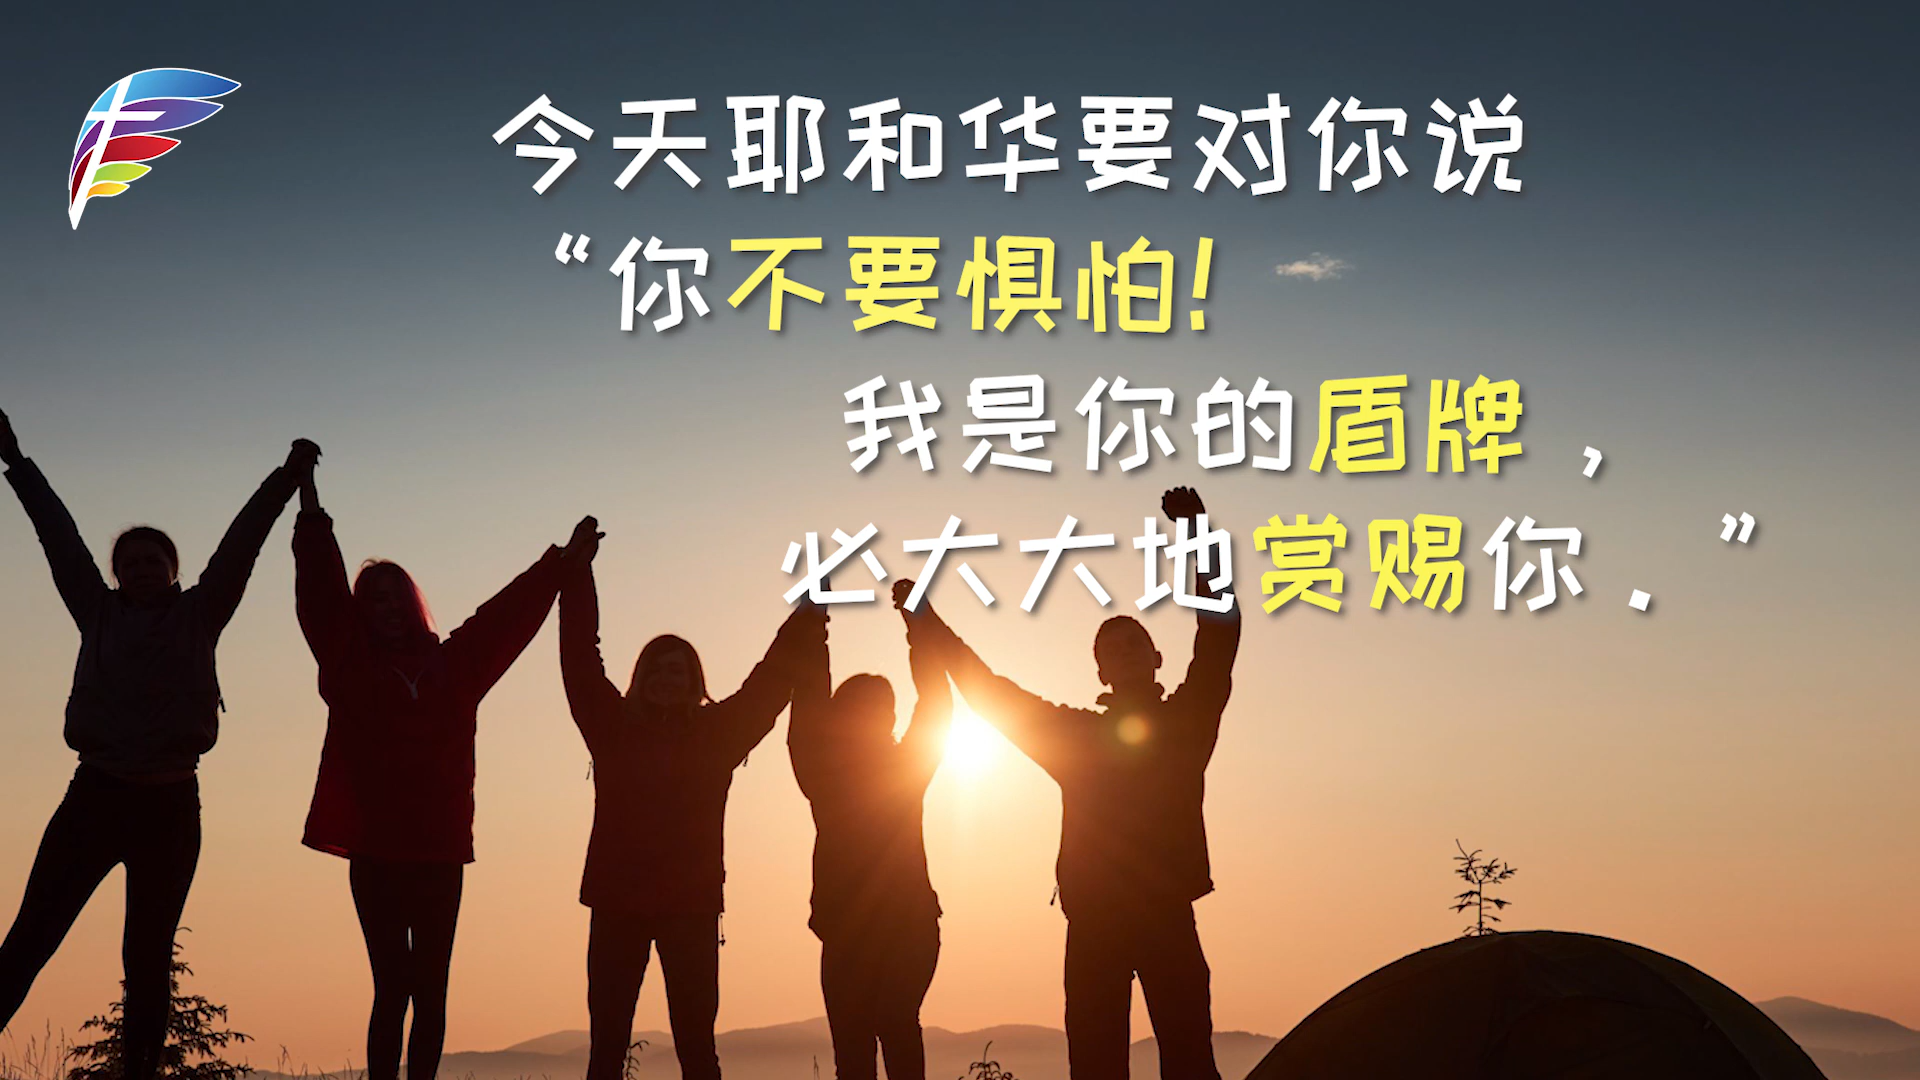 今天耶和华要对你说
“你不要惧怕！
我是你的盾牌，
必大大地赏赐你．”